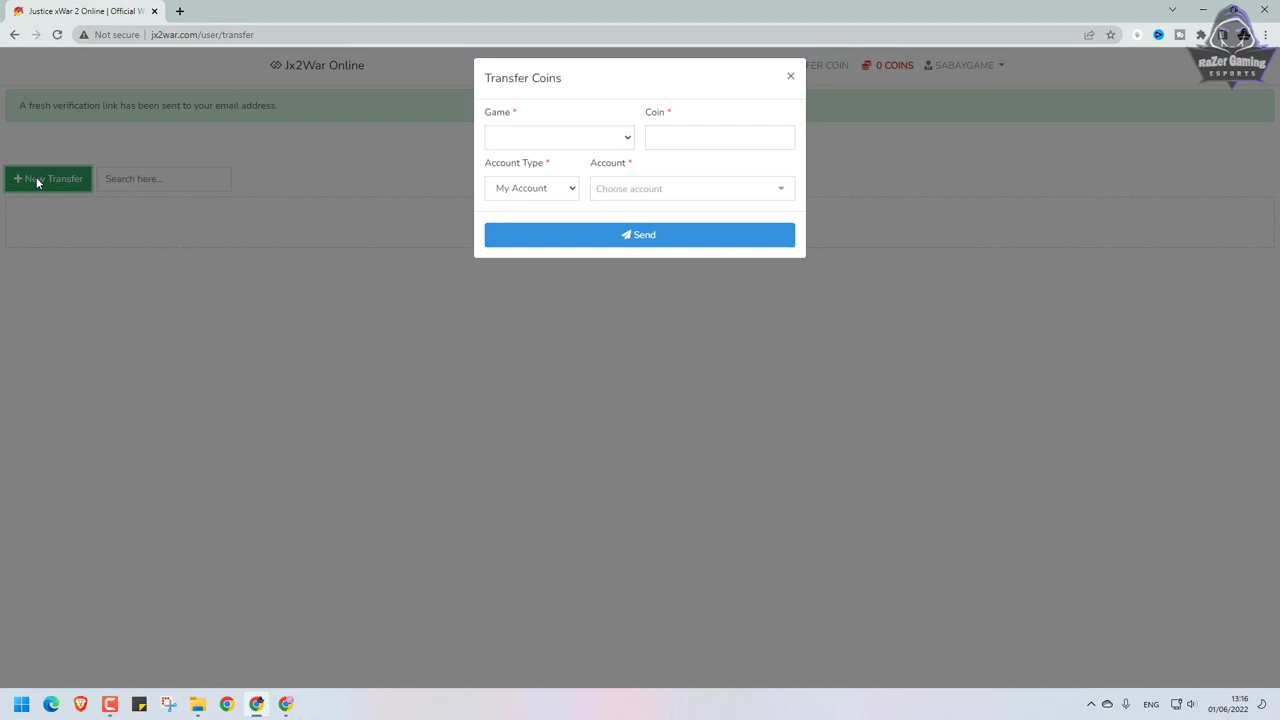 Justice xWar 2 Online | Official W
Not secure
jx2war.com/user/transfer
RaZer Gaming
ESPORTS
Jx2War Online
FER COIN
0 COINS
SABAYGAME
A fresh verification link has been sent to your email address.
New Transfer
Search here...
Transfer Coins
Game *
Coin *
Account Type *
Account *
My Account
Choose account
Send
ENG
13:16
01/06/2022